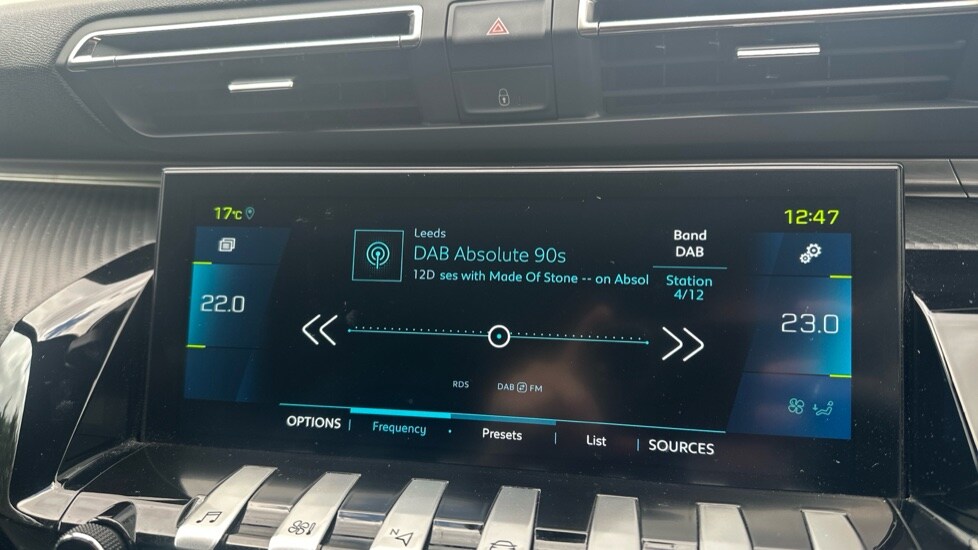 17°C
12:47
Leeds
DAB Absolute 90s
12D ses with Made Of Stone -- on Absol
Band
DAB
Station
4/12
22.0
23.0
RDS
DAB FM
OPTIONS
Frequency
Presets
List
SOURCES
N